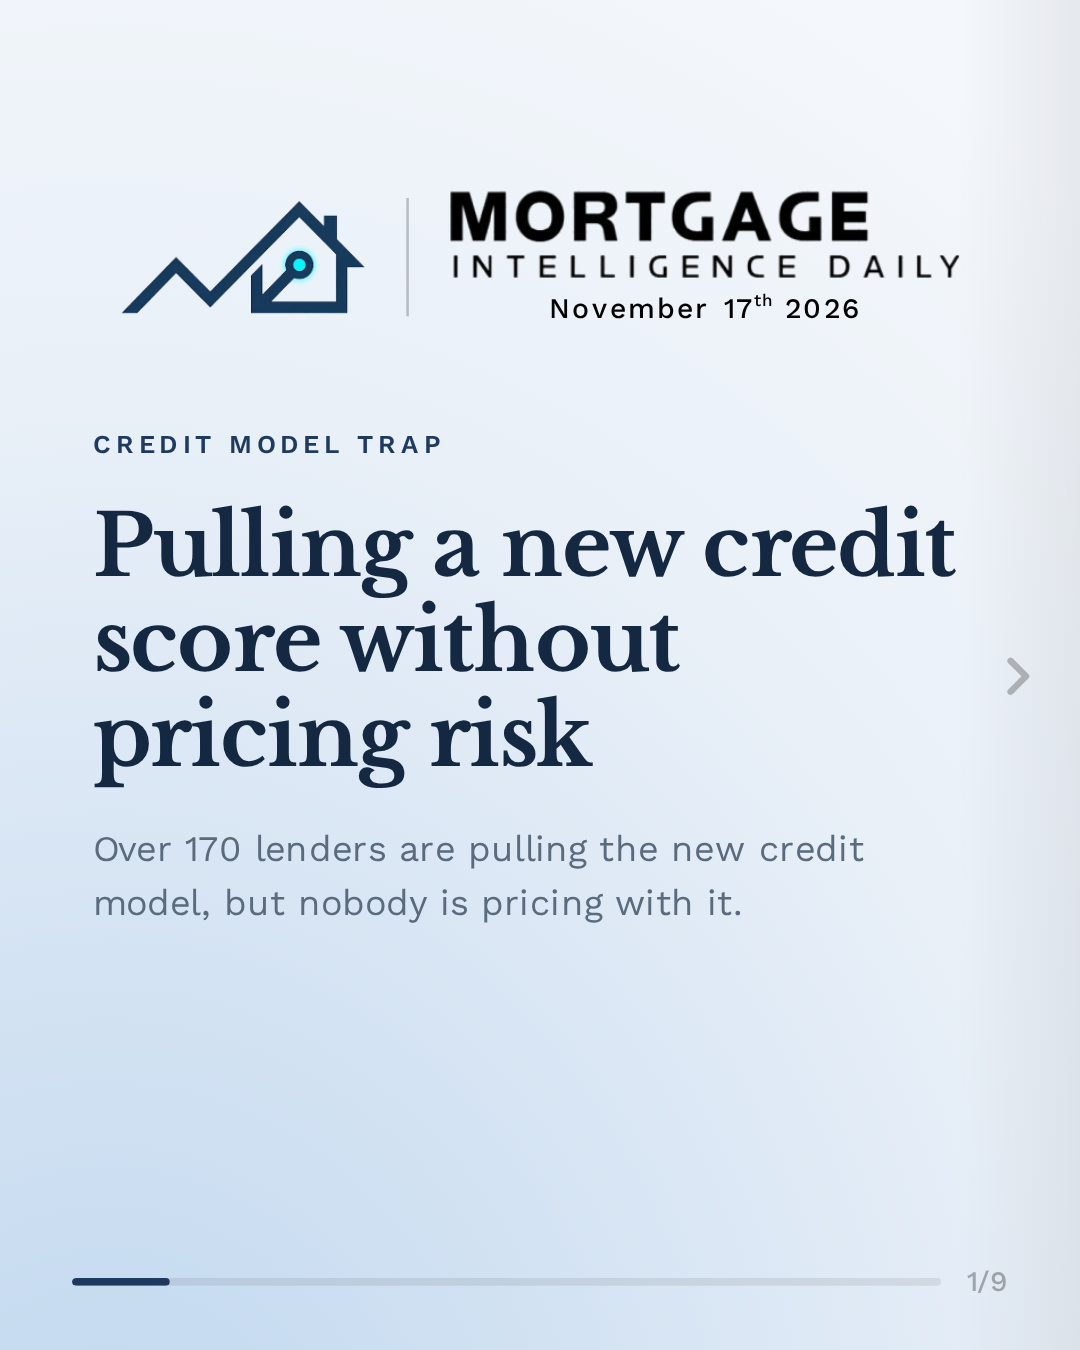 MORTGAGE
INTELLIGENCE DAILY
November 17th 2026
CREDIT MODEL TRAP
Pulling a new credit
score without
pricing risk
Over 170 lenders are pulling the new credit
model, but nobody is pricing with it.
1/9